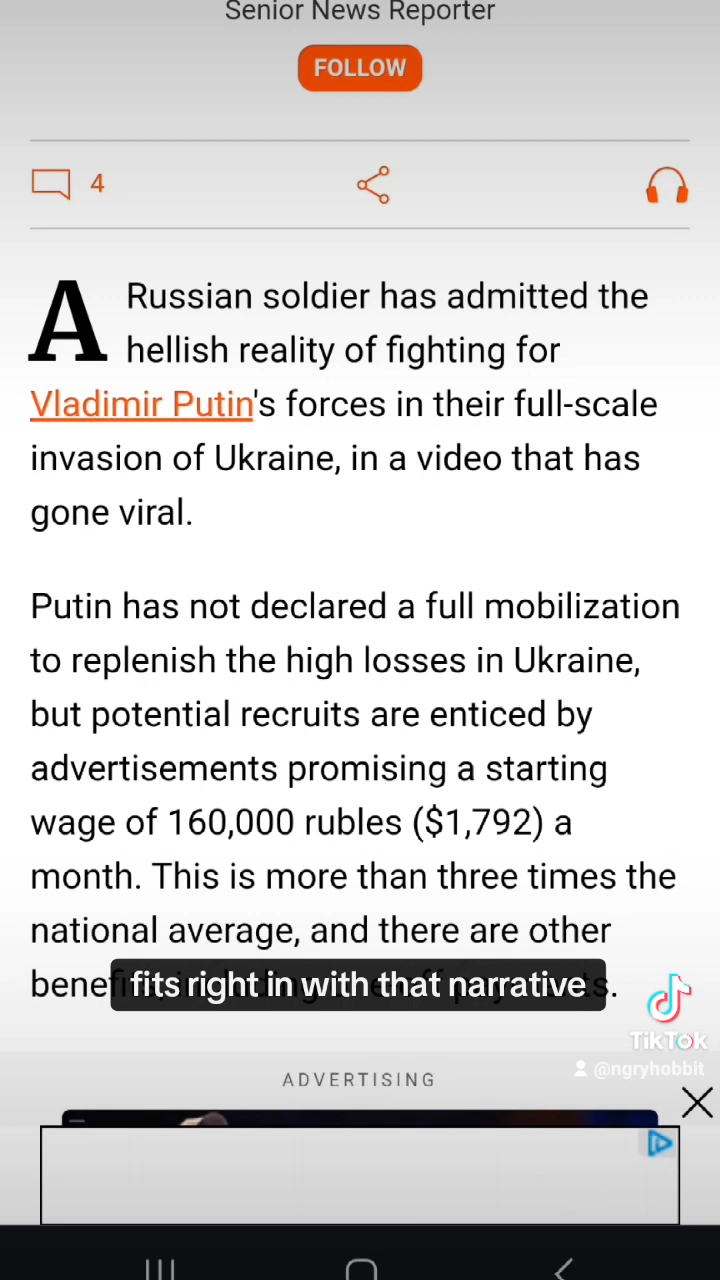 Senior News Reporter
FOLLOW
4
A Russian soldier has admitted the
hellish reality of fighting for
Vladimir Putin's forces in their full-scale
invasion of Ukraine, in a video that has
gone viral.
Putin has not declared a full mobilization
to replenish the high losses in Ukraine,
but potential recruits are enticed by
advertisements promising a starting
wage of 160,000 rubles ($1,792) a
month. This is more than three times the
national average, and there are other
fits right in with that narrative
TikTok
@ngryhobbit
ADVERTISING